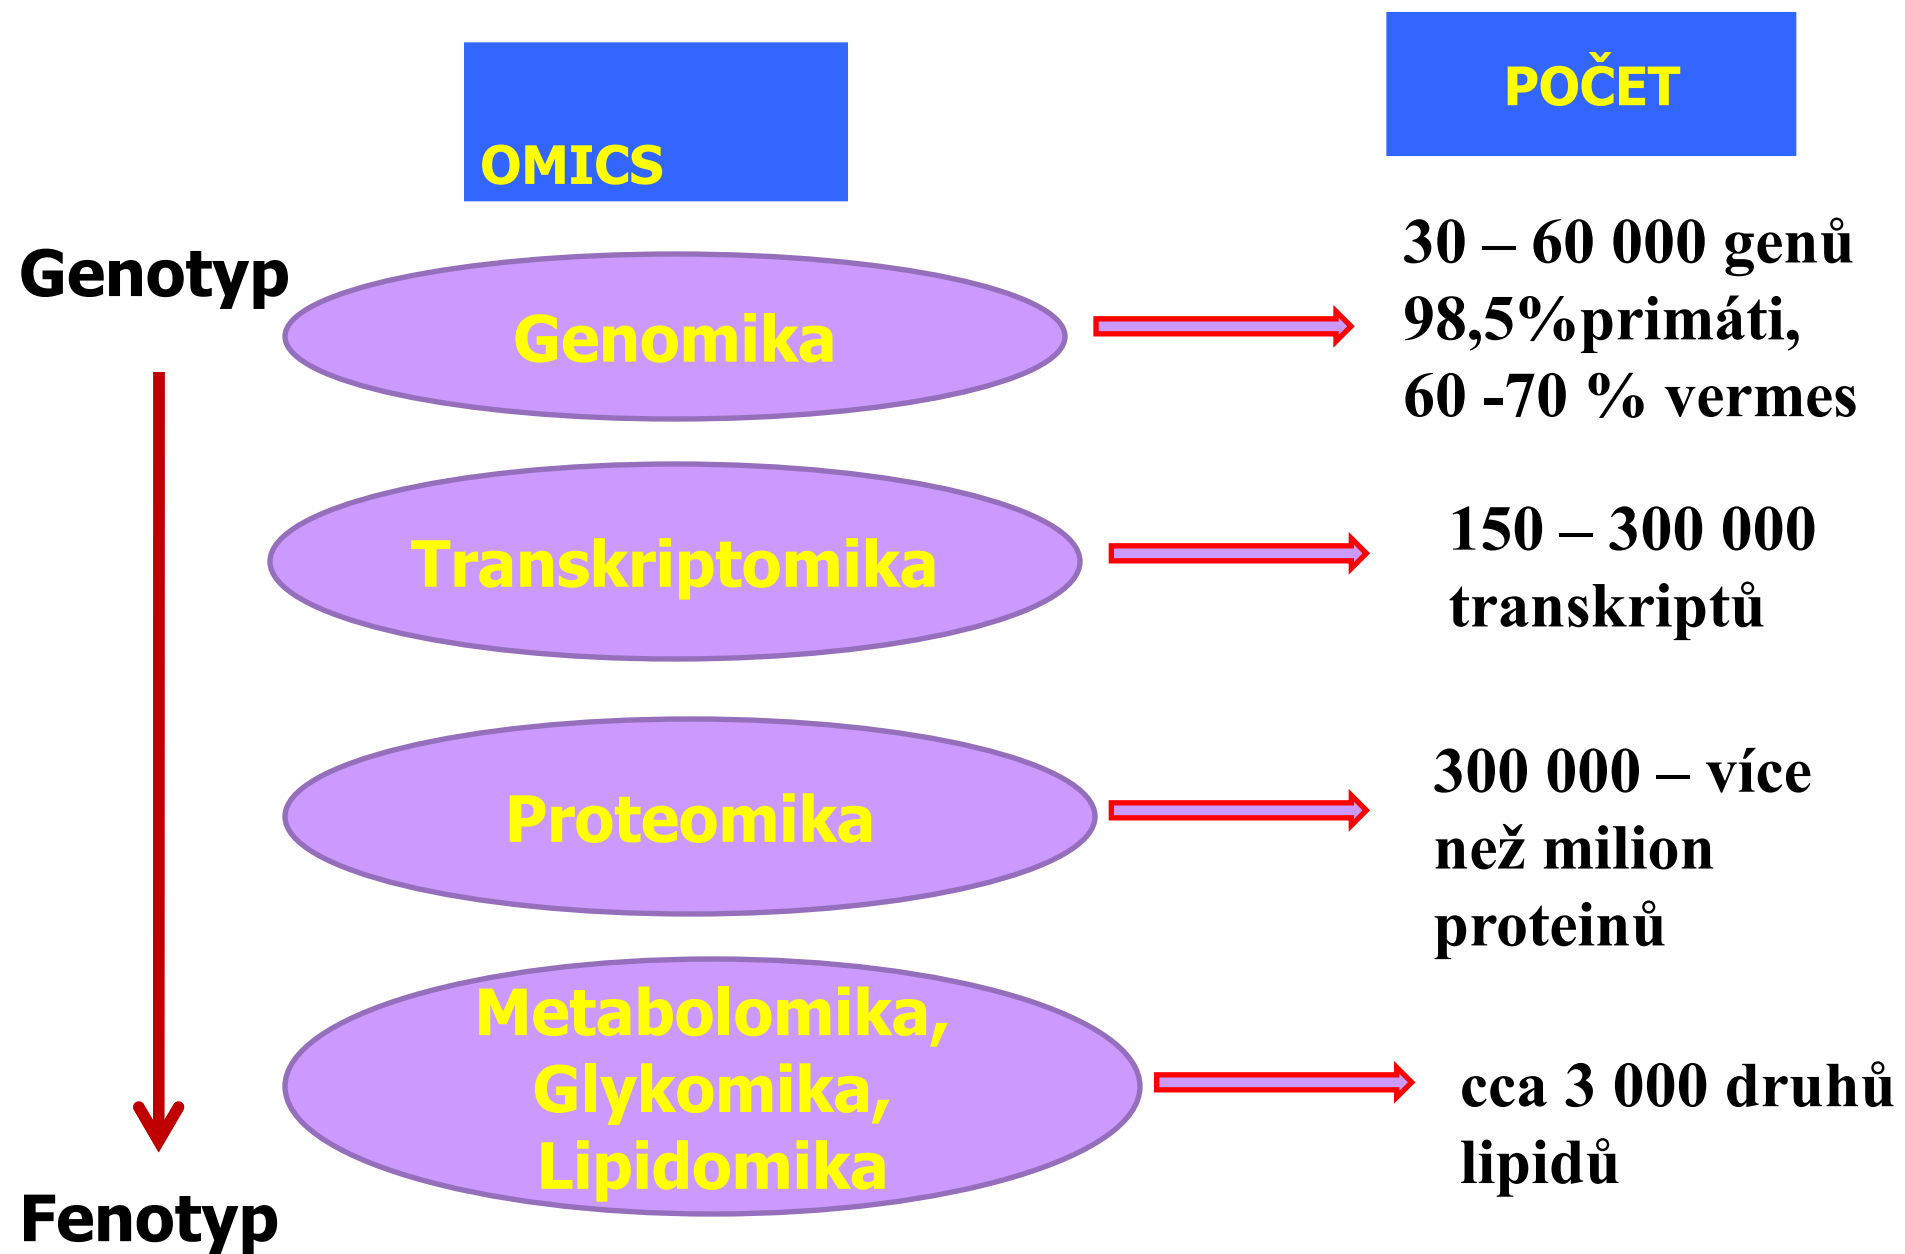 OMICS
POČET
Genotyp
Genomika
30 – 60 000 genů
98,5%primáti,
60 -70 % vermes
Transkriptomika
150 – 300 000
transkriptů
Proteomika
300 000 – více
než milion
proteinů
Metabolomika,
Glykomika,
Lipidomika
cca 3 000 druhů
lipidů
Fenotyp